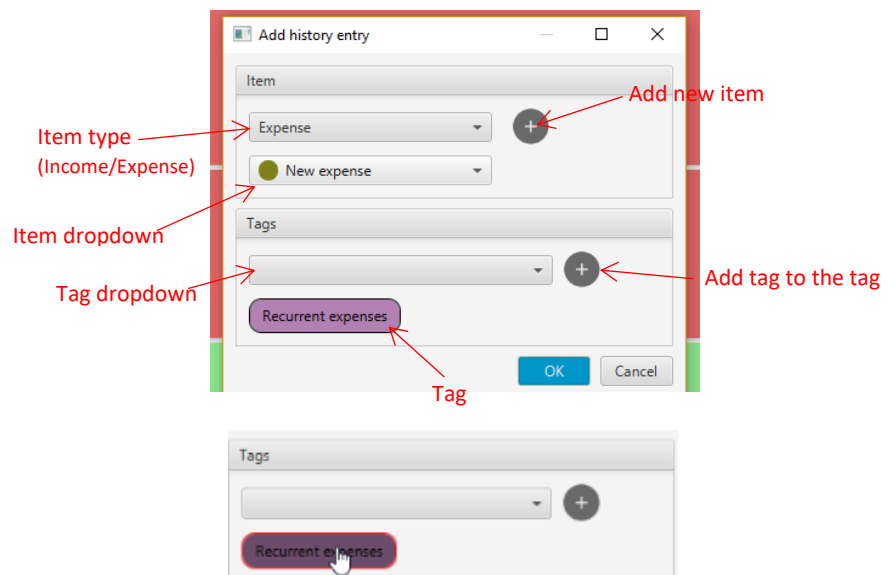 Add history entry
Item
Add new item
Expense
Item type
(Income/Expense)
New expense
Tags
Item dropdown
Tag dropdown
Add tag to the tag
Recurrent expenses
OK Cancel
Tag
Tags
Recurrent expenses